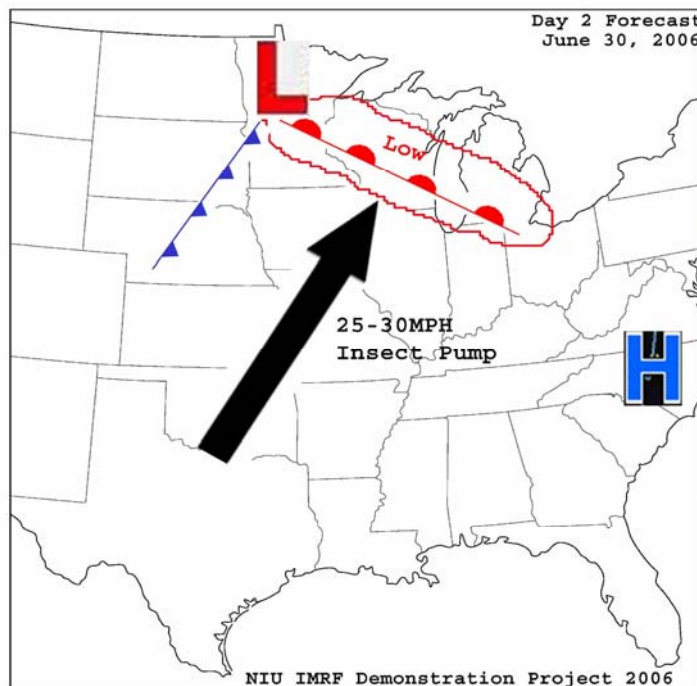 Day 2 Forecast
June 30, 2006
L
Low
25-30MPH
Insect Pump
H
NIU IMRF Demonstration Project 2006